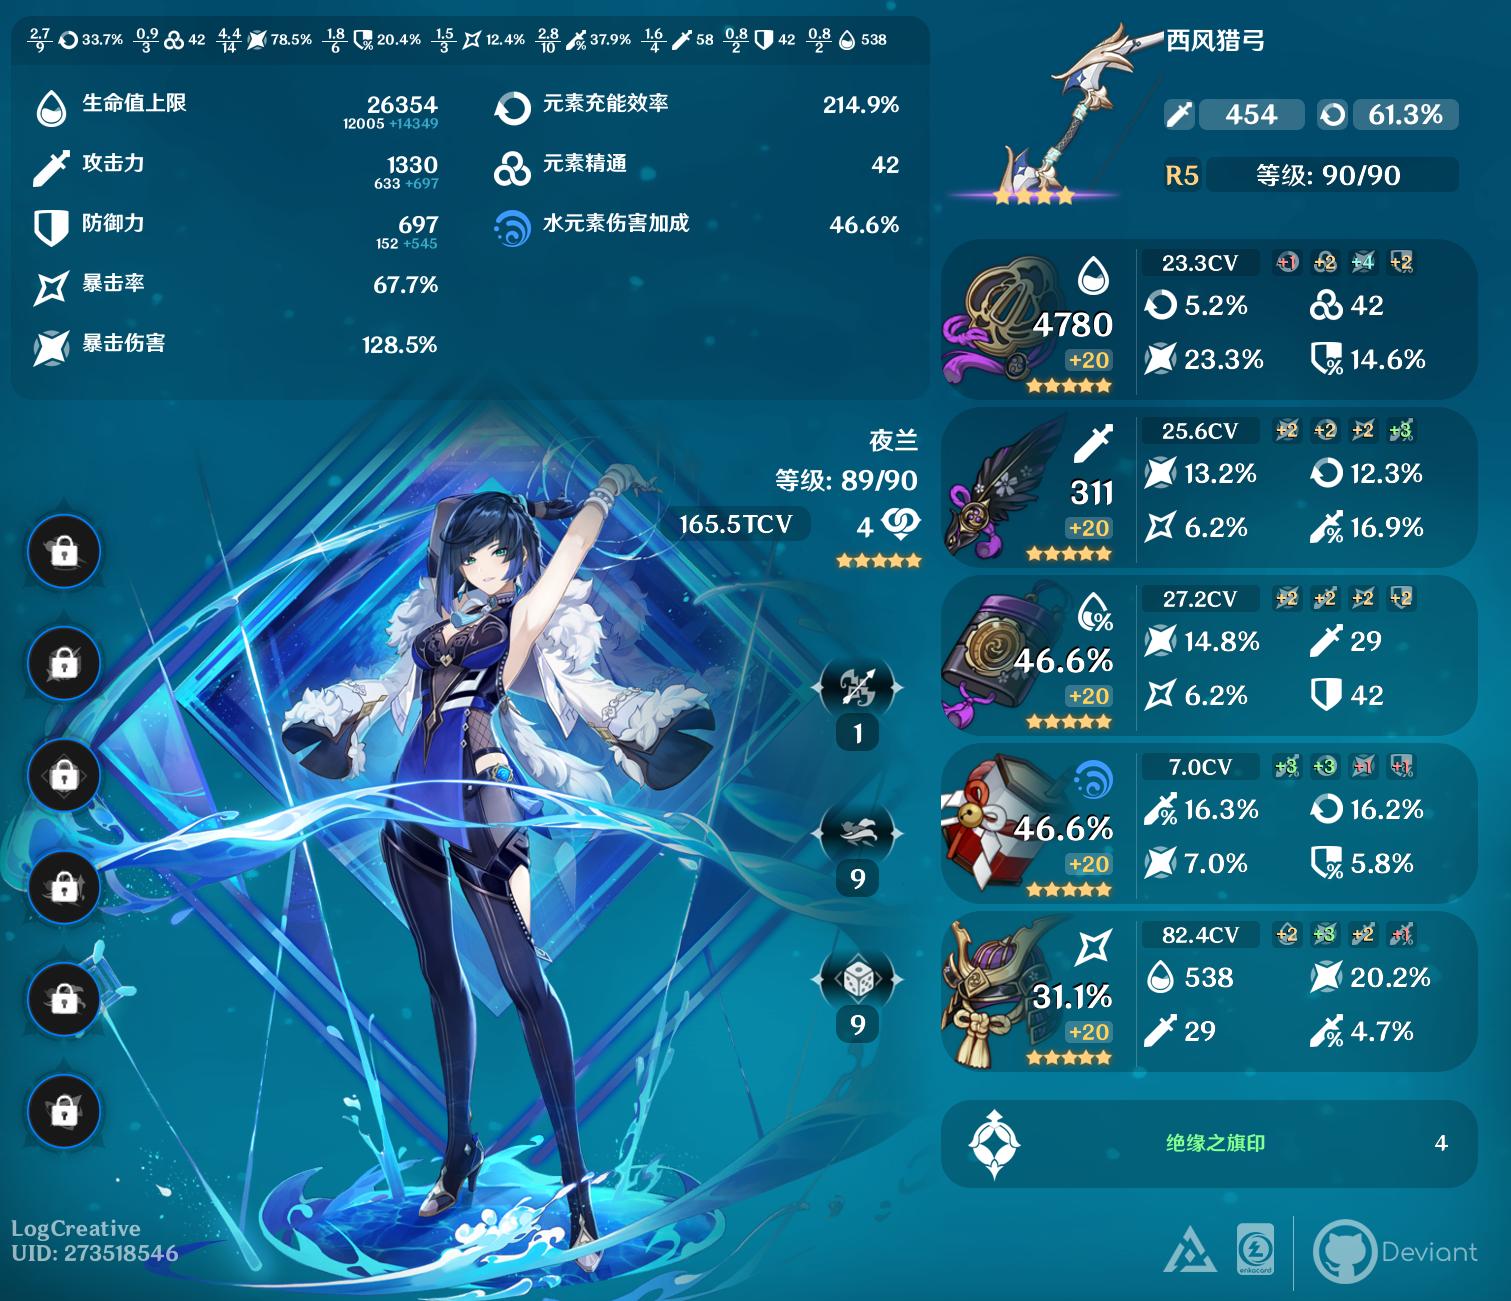 2.7 33.7% 0.9 42 4.4 78.5% 1.8 20.4% 1.5 12.4% 2.8 37.9% 1.6 58 0.8 42 0.8 538
9 3 14 6 3 10 4 2 2
生命值上限 26354
12005 +14349
元素充能效率 214.9%
攻击力 1330
633 +697
元素精通 42
防御力 697
152 +545
水元素伤害加成 46.6%
暴击率 67.7%
暴击伤害 128.5%
夜兰
等级: 89/90
165.5TCV 4
1
9
9
LogCreative
UID: 273518546
西风猎弓
454 61.3%
R5 等级: 90/90
4780
+20
23.3CV +1 +2 +4 +2
5.2% 42
23.3% 14.6%
311
+20
25.6CV +2 +2 +2 +3
13.2% 12.3%
6.2% 16.9%
46.6%
+20
27.2CV +2 +2 +2 +2
14.8% 29
6.2% 42
46.6%
+20
7.0CV +3 +3 +1 +1
16.3% 16.2%
7.0% 5.8%
31.1%
+20
82.4CV +2 +3 +2 +1
538 20.2%
29 4.7%
绝缘之旗印 4
enkacard
Deviant